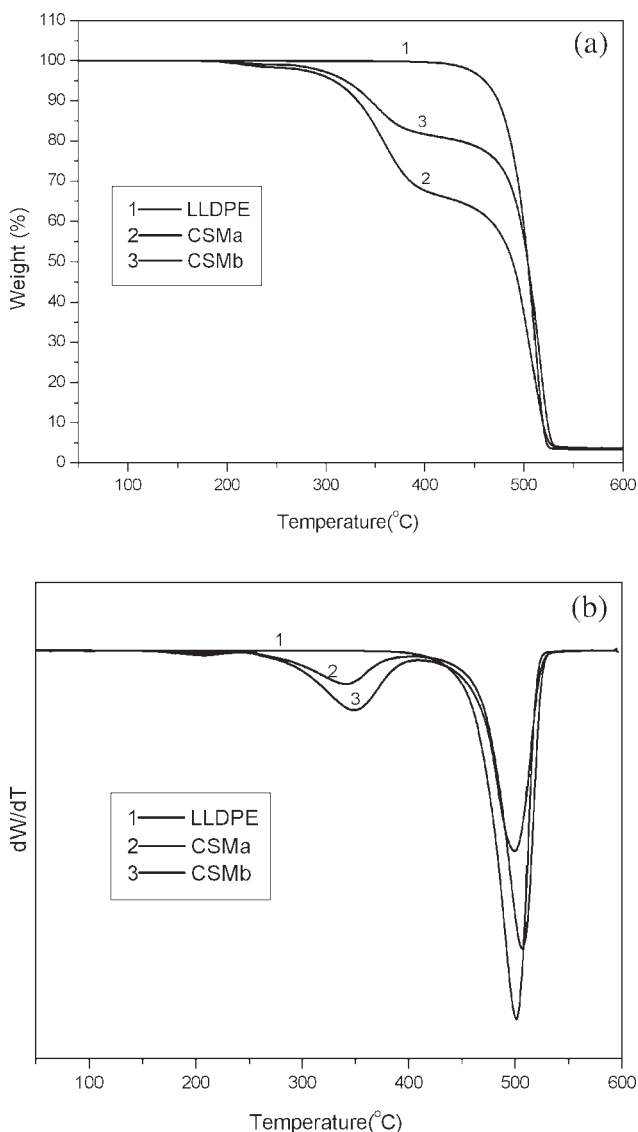 110
(a)
100
1
90
3
80
70
2
60
1 LLDPE
2 CSMa
3 CSMb
50
40
30
20
10
0
Weight (%)
100 200 300 400 500 600
Temperature(°C)
(b)
1
2
3
1 LLDPE
2 CSMa
3 CSMb
dW/dT
100 200 300 400 500 600
Temperature(°C)